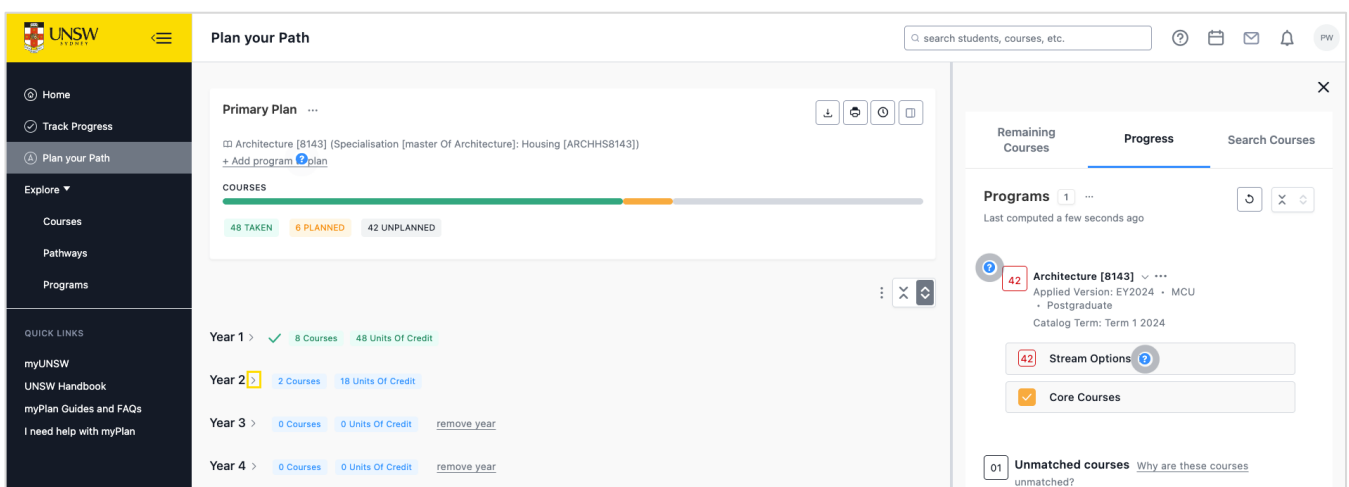 UNSW
SYDNEY
Plan your Path
search students, courses, etc.
PW
Home
Track Progress
Plan your Path
Explore
Courses
Pathways
Programs
QUICK LINKS
myUNSW
UNSW Handbook
myPlan Guides and FAQs
I need help with myPlan
Primary Plan ...
Architecture [8143] (Specialisation [master Of Architecture]: Housing [ARCHHS8143])
+ Add program ? plan
COURSES
48 TAKEN 6 PLANNED 42 UNPLANNED
Year 1 > 8 Courses 48 Units Of Credit
Year 2 > 2 Courses 18 Units Of Credit
Year 3 > 0 Courses 0 Units Of Credit remove year
Year 4 > 0 Courses 0 Units Of Credit remove year
Remaining
Courses
Progress
Search Courses
Programs 1 ...
Last computed a few seconds ago
?
42 Architecture [8143] ...
Applied Version: EY2024 • MCU
• Postgraduate
Catalog Term: Term 1 2024
42 Stream Options ?
Core Courses
01 Unmatched courses Why are these courses
unmatched?